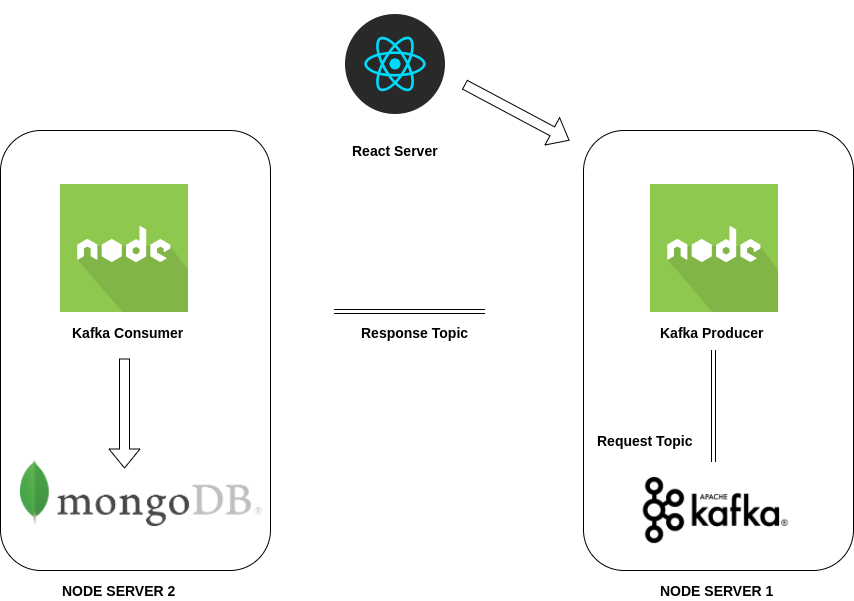 React Server
node
node
Kafka Consumer
Response Topic
Kafka Producer
Request Topic
mongoDB®
APACHE
kafka®
NODE SERVER 2
NODE SERVER 1